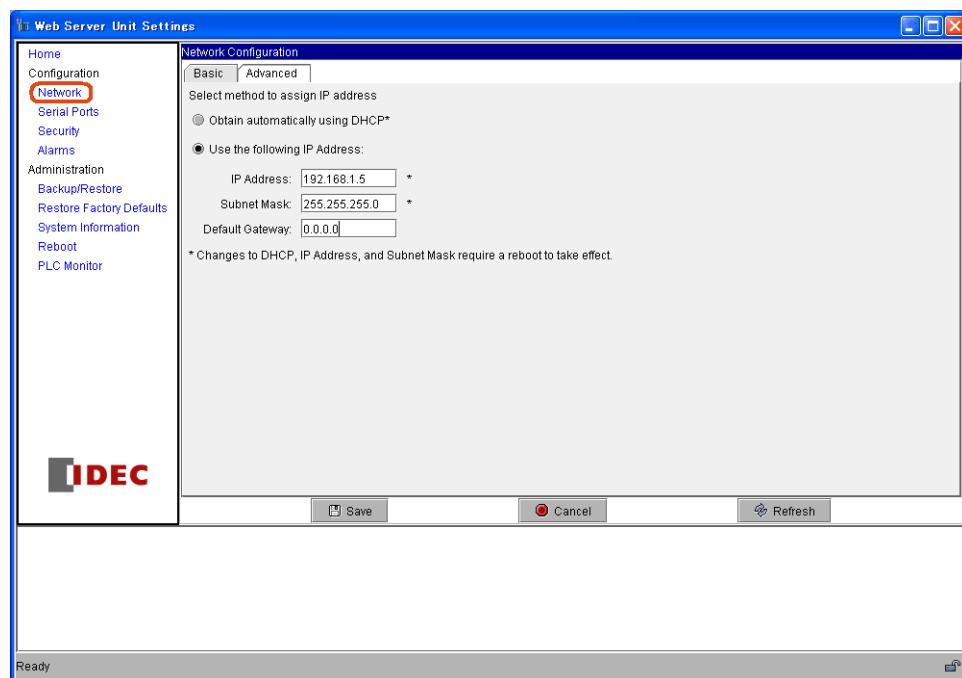 Web Server Unit Settings
Home
Configuration
Network
Serial Ports
Security
Alarms
Administration
Backup/Restore
Restore Factory Defaults
System Information
Reboot
PLC Monitor
IDEC
Network Configuration
Basic Advanced
Select method to assign IP address
Obtain automatically using DHCP*
Use the following IP Address:
IP Address: 192.168.1.5 *
Subnet Mask: 255.255.255.0 *
Default Gateway: 0.0.0.0
* Changes to DHCP, IP Address, and Subnet Mask require a reboot to take effect.
Save Cancel Refresh
Ready